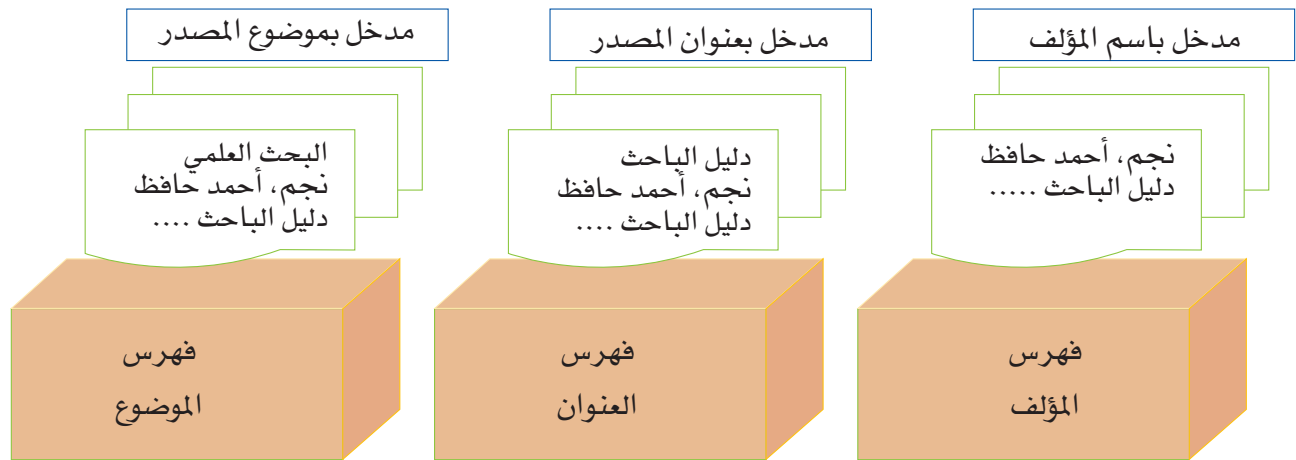 مدخل باسم المؤلف
نجم، أحمد حافظ
دليل الباحث .....
فهرس
المؤلف
مدخل بعنوان المصدر
دليل الباحث
نجم، أحمد حافظ
دليل الباحث ....
فهرس
العنوان
مدخل بموضوع المصدر
البحث العلمي
نجم، أحمد حافظ
دليل الباحث ....
فهرس
الموضوع